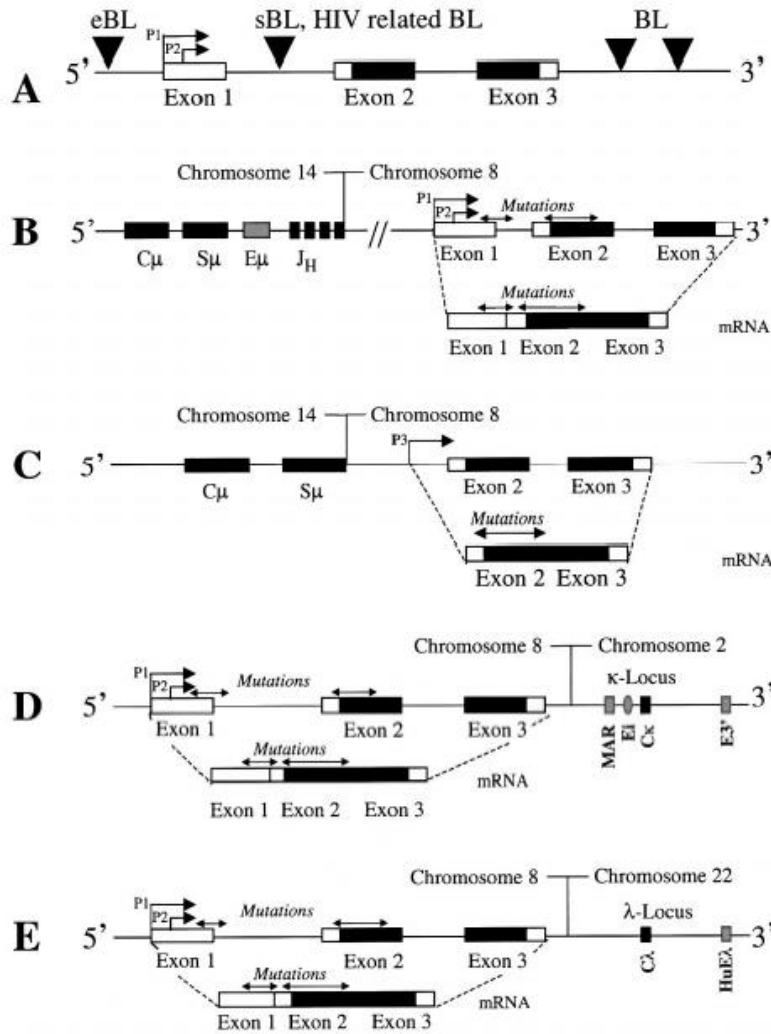 eBL sBL, HIV related BL BL
P1
P2
5' 3'
A Exon 1 Exon 2 Exon 3
Chromosome 14 Chromosome 8
P1
P2 Mutations
B 5' 3'
Cμ Sμ Eμ JH Exon 1 Exon 2 Exon 3
Mutations
mRNA
Exon 1 Exon 2 Exon 3
Chromosome 14 Chromosome 8
P3
C 5' 3'
Cμ Sμ Exon 2 Exon 3
Mutations
mRNA
Exon 2 Exon 3
Chromosome 8 Chromosome 2
P1 κ-Locus
P2 Mutations
D 5' 3'
Exon 1 Exon 2 Exon 3 MAR Ei Cκ E3'
Mutations
mRNA
Exon 1 Exon 2 Exon 3
Chromosome 8 Chromosome 22
P1 λ-Locus
P2 Mutations
E 5' 3'
Exon 1 Exon 2 Exon 3 Cλ HuEλ
Mutations
mRNA
Exon 1 Exon 2 Exon 3